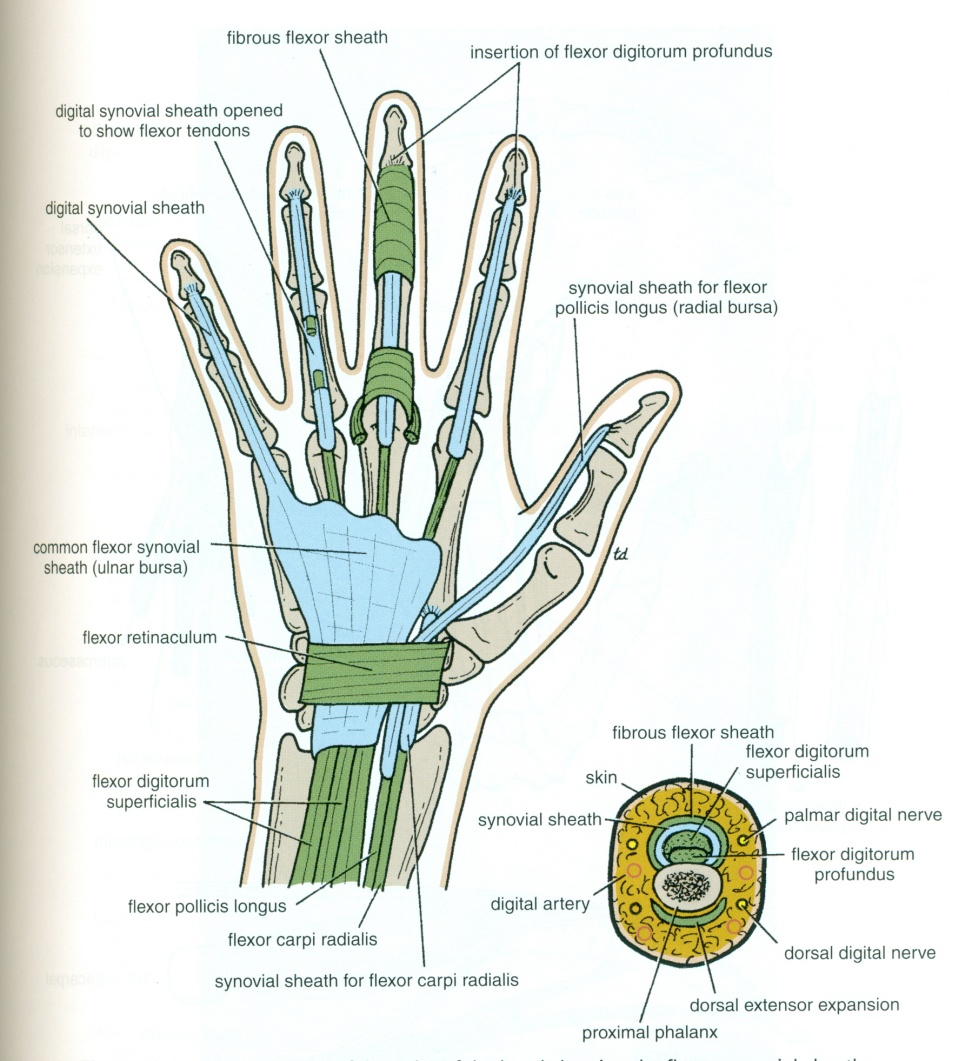 fibrous flexor sheath
insertion of flexor digitorum profundus
digital synovial sheath opened
to show flexor tendons
digital synovial sheath
synovial sheath for flexor
pollicis longus (radial bursa)
common flexor synovial
sheath (ulnar bursa)
td
flexor retinaculum
flexor digitorum
superficialis
flexor pollicis longus
flexor carpi radialis
synovial sheath for flexor carpi radialis
fibrous flexor sheath
flexor digitorum
superficialis
skin
synovial sheath
palmar digital nerve
flexor digitorum
profundus
digital artery
dorsal digital nerve
dorsal extensor expansion
proximal phalanx